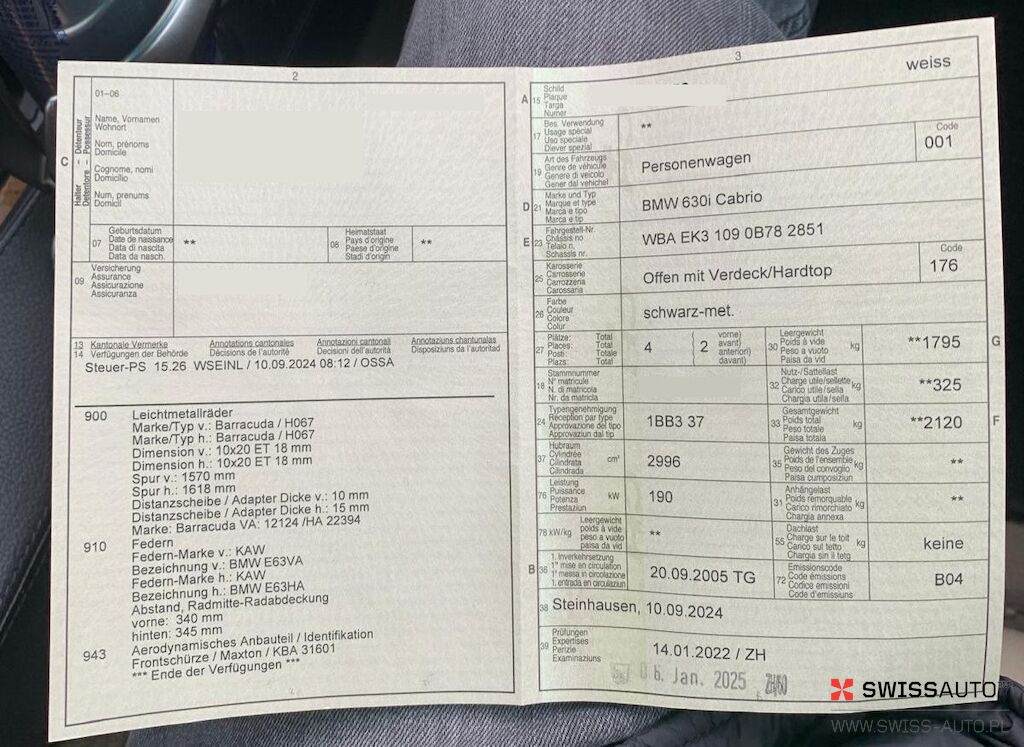 2
01–06
Name, Vornamen
Wohnort
Nom, prénoms
Domicile
Cognome, nomi
Domicilio
Num, prenums
Domicil
C
Halter – Détenteur
Detentore – Possessur
07
Geburtsdatum
Date de naissance
Data di nascita
Data da nasch.
**
08
Heimatstaat
Pays d'origine
Paese d'origine
Stadi d'origin
**
09
Versicherung
Assurance
Assicurazione
Assicuranza
13 Kantonale Vermerke Annotations cantonales Annotazioni cantonali Annotaziuns chantunalas
14 Verfügungen der Behörde Décisions de l'autorité Decisioni dell'autorità Disposiziuns da l'autoritad
Steuer-PS 15.26 WSEINL / 10.09.2024 08:12 / OSSA
900 Leichtmetallräder
Marke/Typ v.: Barracuda / H067
Marke/Typ h.: Barracuda / H067
Dimension v.: 10x20 ET 18 mm
Dimension h.: 10x20 ET 18 mm
Spur v.: 1570 mm
Spur h.: 1618 mm
Distanzscheibe / Adapter Dicke v.: 10 mm
Distanzscheibe / Adapter Dicke h.: 15 mm
Marke: Barracuda VA: 12124 /HA 22394
910 Federn
Federn-Marke v.: KAW
Bezeichnung v.: BMW E63VA
Federn-Marke h.: KAW
Bezeichnung h.: BMW E63HA
Abstand, Radmitte-Radabdeckung
vorne: 340 mm
hinten: 345 mm
943 Aerodynamisches Anbauteil / Identifikation
Frontschürze / Maxton / KBA 31601
*** Ende der Verfügungen ***
2
3
weiss
A 15
Schild
Plaque
Targa
Numer
17
Bes. Verwendung
Usage spécial
Uso speciale
Diever spezial
**
19
Art des Fahrzeugs
Genre de véhicule
Genere di veicolo
Gener dal vehichel
Personenwagen
Code
001
D 21
Marke und Typ
Marque et type
Marca e tipo
Marca e tip
BMW 630i Cabrio
E 23
Fahrgestell-Nr.
Châssis no
Telaio n.
Schassis nr.
WBA EK3 109 0B78 2851
25
Karosserie
Carrosserie
Carrozzeria
Carossaria
Offen mit Verdeck/Hardtop
Code
176
26
Farbe
Couleur
Colore
Colur
schwarz-met.
27
Plätze: Total
Places: Total
Posti: Totale
Plazs: Total
4
2
vorne)
avant)
anteriori)
davant)
30
Leergewicht
Poids à vide
Peso a vuoto
Paisa da vid
kg
**1795
G
18
Stammnummer
N° matricule
N. di matricola
Nr. da matricla
32
Nutz-/Sattellast
Charge utile/sellette
Carico utile/sella
Chargia utila/sella
kg
**325
24
Typengenehmigung
Réception par type
Approvazione del tipo
Approvaziun dal tip
1BB3 37
33
Gesamtgewicht
Poids total
Peso totale
Paisa totala
kg
**2120
F
37
Hubraum
Cylindrée
Cilindrata
Cilindrada
cm³
2996
35
Gewicht des Zuges
Poids de l'ensemble
Peso del convoglio
Paisa cumposiziun
kg
**
76
Leistung
Puissance
Potenza
Prestaziun
kW
190
31
Anhängelast
Poids remorquable
Carico rimorchiato
Chargia annexa
kg
**
78 kW/kg
Leergewicht
poids à vide
peso a vuoto
paisa da vid
**
55
Dachlast
Charge sur le toit
Carico sul tetto
Chargia sin il tetg
kg
keine
B 36
1. Inverkehrsetzung
1re mise en circulation
1a messa in circolazione
1. entrada en circulaziun
20.09.2005 TG
72
Emissionscode
Code émissions
Codice emissioni
Code d'emissiuns
B04
38 Steinhausen, 10.09.2024
39
Prüfungen
Expertises
Perizie
Examinaziuns
14.01.2022 / ZH
06. Jan. 2025
SWISSAUTO
WWW.SWISS-AUTO.PL